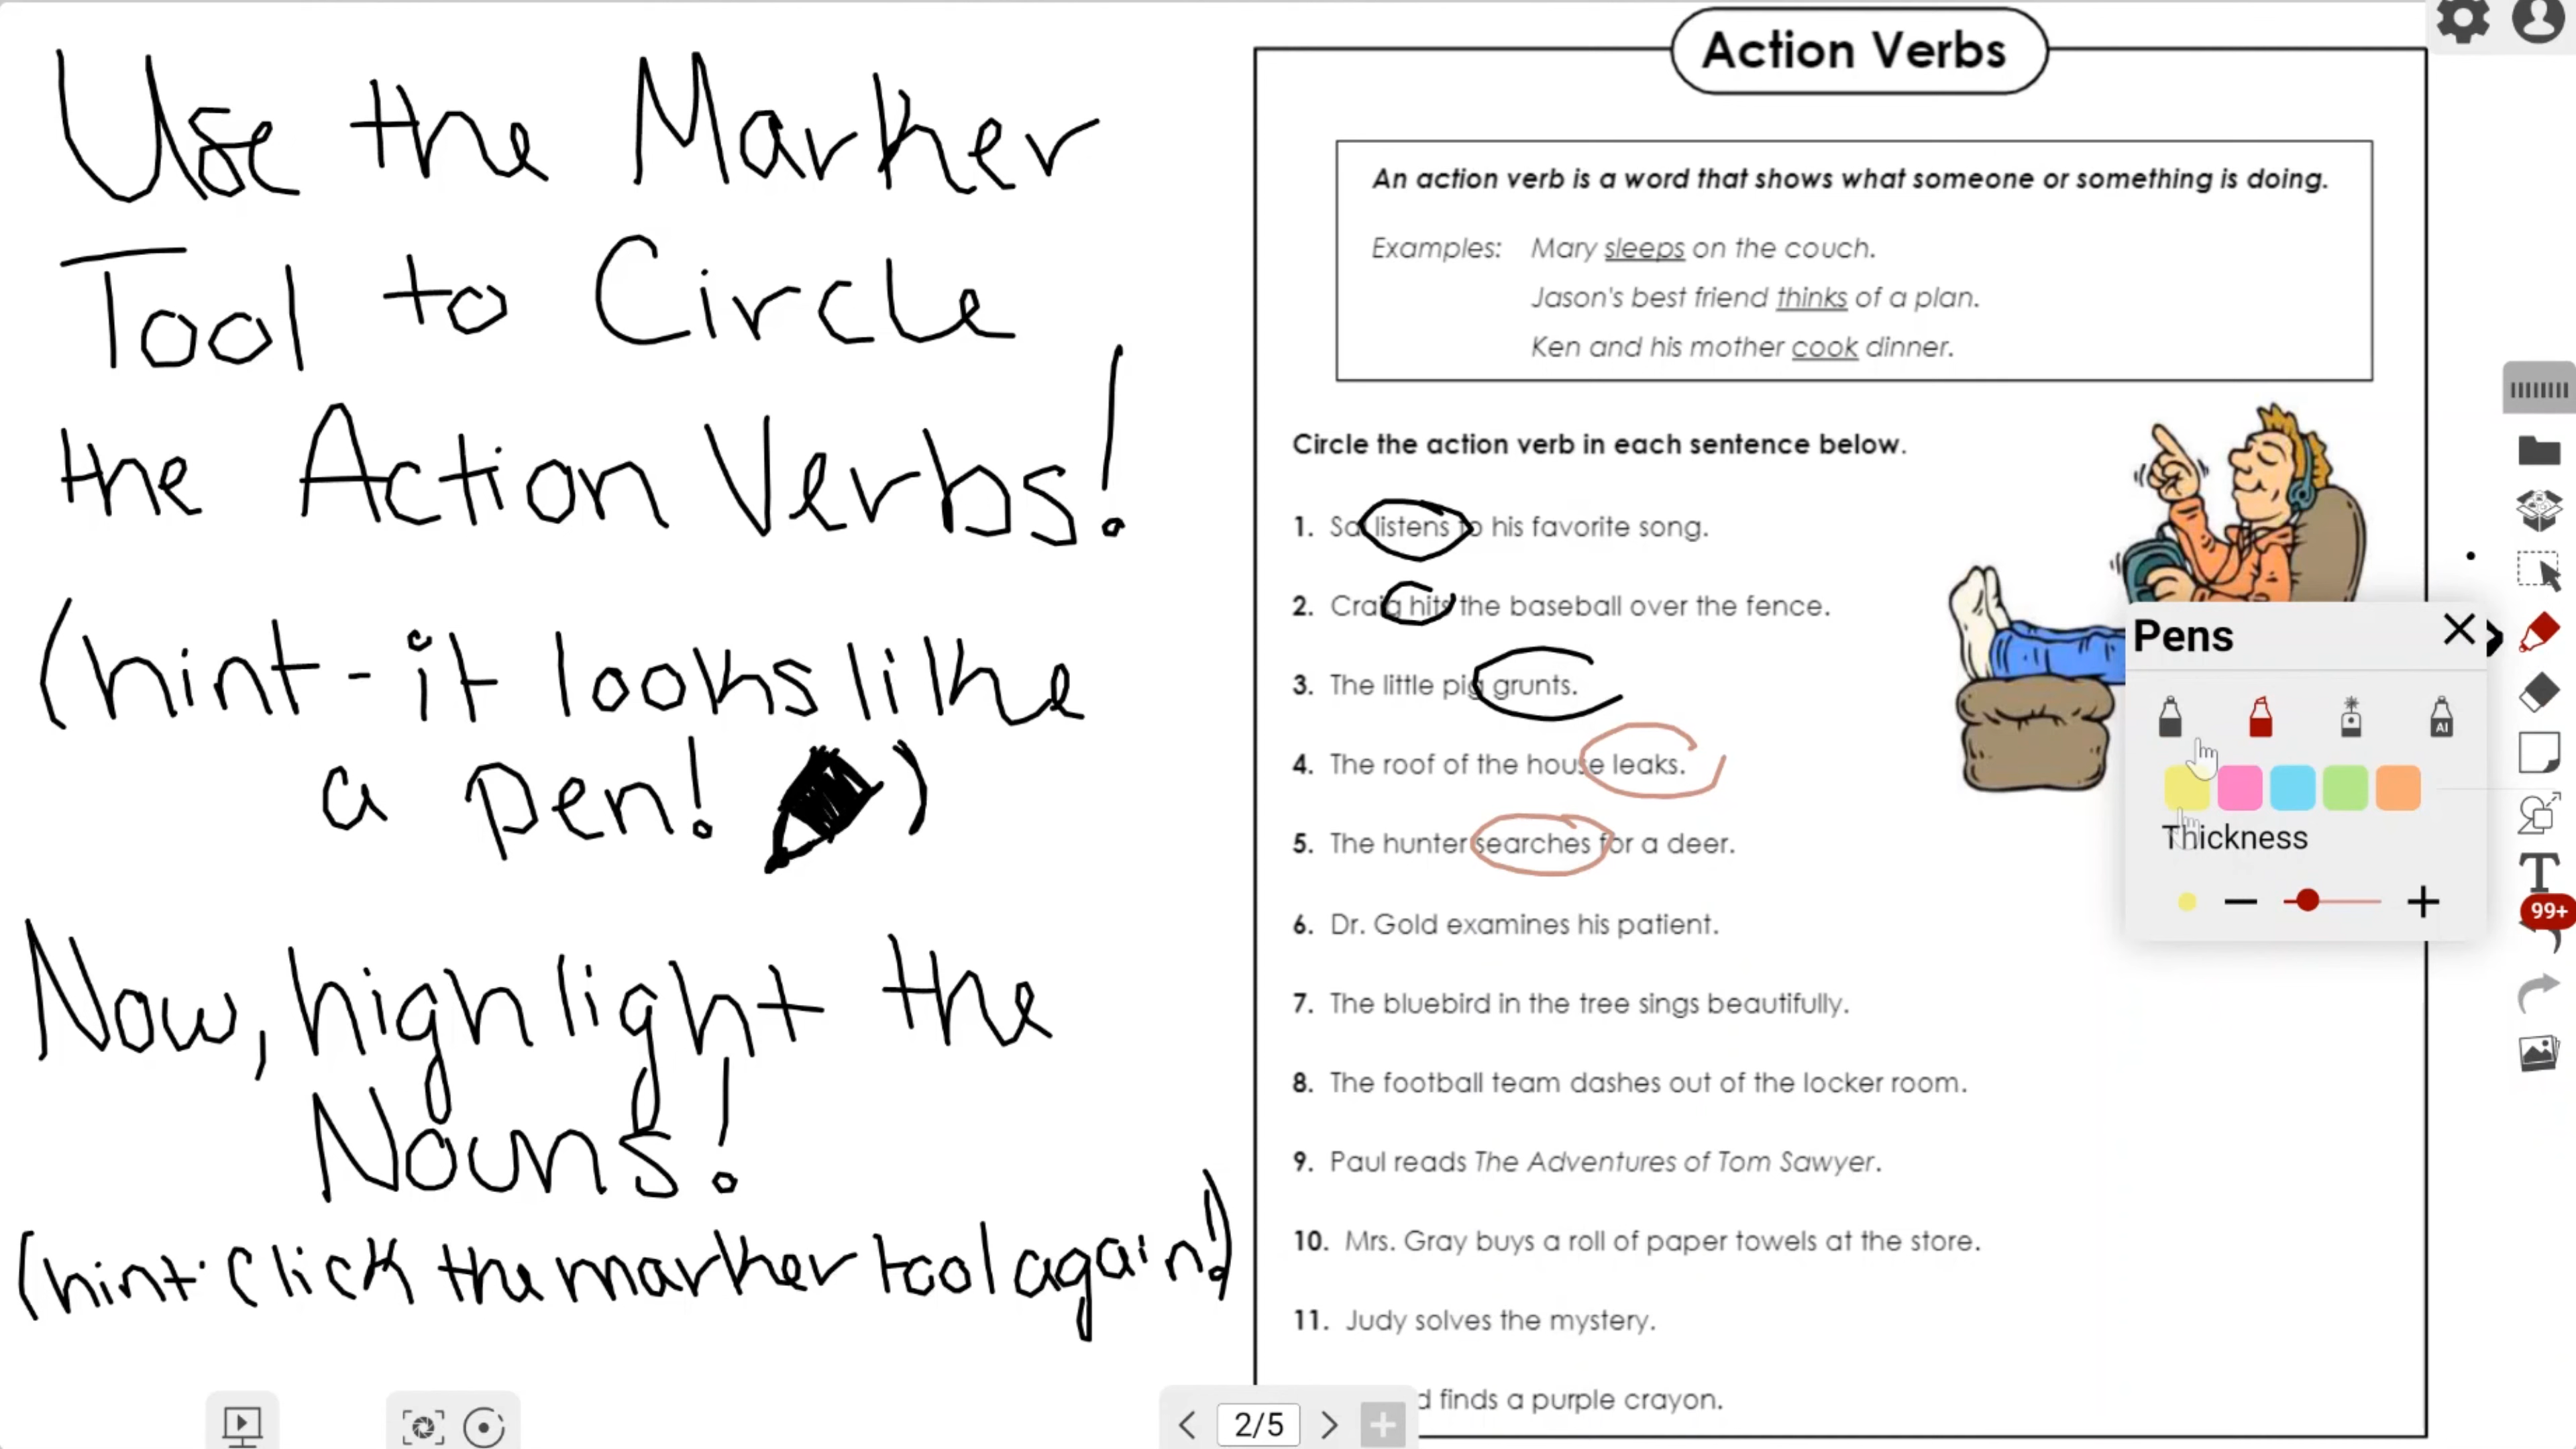 Use the Marker
Tool to Circle
the Action Verbs!
(hint - it looks like
a pen! )
Now, highlight the
Nouns!
(hint: Click the marker tool again!)
Action Verbs
An action verb is a word that shows what someone or something is doing.
Examples: Mary sleeps on the couch.
Jason's best friend thinks of a plan.
Ken and his mother cook dinner.
Circle the action verb in each sentence below.
1. listens to his favorite song.
2. Craig hits the baseball over the fence.
3. The little pig grunts.
4. The roof of the house leaks.
5. The hunter searches for a deer.
6. Dr. Gold examines his patient.
7. The bluebird in the tree sings beautifully.
8. The football team dashes out of the locker room.
9. Paul reads The Adventures of Tom Sawyer.
10. Mrs. Gray buys a roll of paper towels at the store.
11. Judy solves the mystery.
finds a purple crayon.
Pens
AI
Thickness
T
99+
2/5